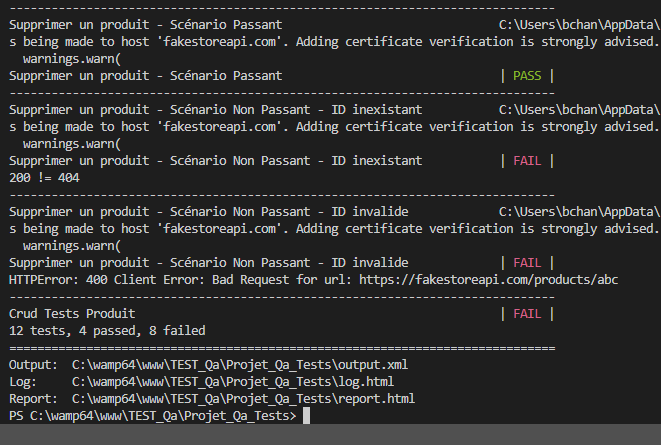 ------------------------------------------------------------------------------
Supprimer un produit - Scénario Passant C:\Users\bchan\AppData\
s being made to host 'fakestoreapi.com'. Adding certificate verification is strongly advised.
warnings.warn(
Supprimer un produit - Scénario Passant | PASS |
------------------------------------------------------------------------------
Supprimer un produit - Scénario Non Passant - ID inexistant C:\Users\bchan\AppData\
s being made to host 'fakestoreapi.com'. Adding certificate verification is strongly advised.
warnings.warn(
Supprimer un produit - Scénario Non Passant - ID inexistant | FAIL |
200 != 404
------------------------------------------------------------------------------
Supprimer un produit - Scénario Non Passant - ID invalide C:\Users\bchan\AppData\
s being made to host 'fakestoreapi.com'. Adding certificate verification is strongly advised.
warnings.warn(
Supprimer un produit - Scénario Non Passant - ID invalide | FAIL |
HTTPError: 400 Client Error: Bad Request for url: https://fakestoreapi.com/products/abc
------------------------------------------------------------------------------
Crud Tests Produit | FAIL |
12 tests, 4 passed, 8 failed
==============================================================================
Output: C:\wamp64\www\TEST_Qa\Projet_Qa_Tests\output.xml
Log: C:\wamp64\www\TEST_Qa\Projet_Qa_Tests\log.html
Report: C:\wamp64\www\TEST_Qa\Projet_Qa_Tests\report.html
PS C:\wamp64\www\TEST_Qa\Projet_Qa_Tests>